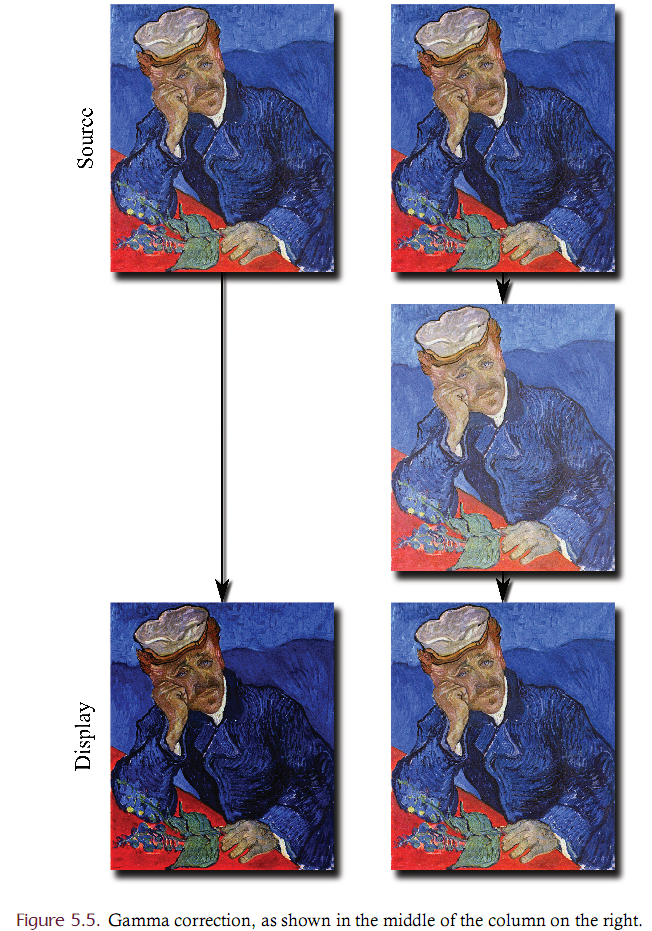 Source
Display
Figure 5.5. Gamma correction, as shown in the middle of the column on the right.